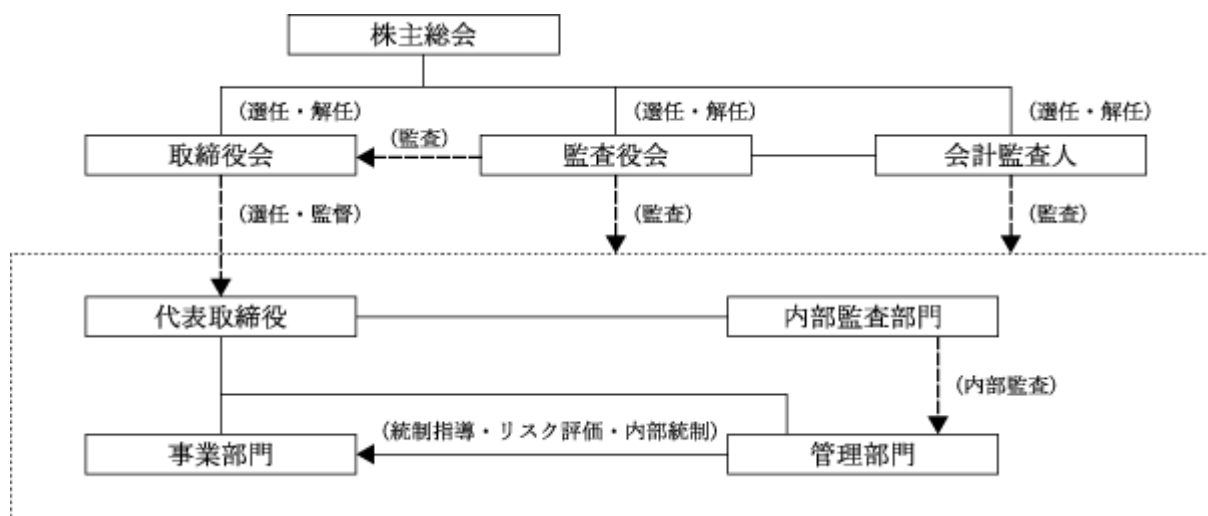 株主総会
(選任・解任)
(選任・解任)
(選任・解任)
取締役会
(監査)
監査役会
会計監査人
(選任・監督)
(監査)
(監査)
代表取締役
内部監査部門
(内部監査)
(統制指導・リスク評価・内部統制)
事業部門
管理部門